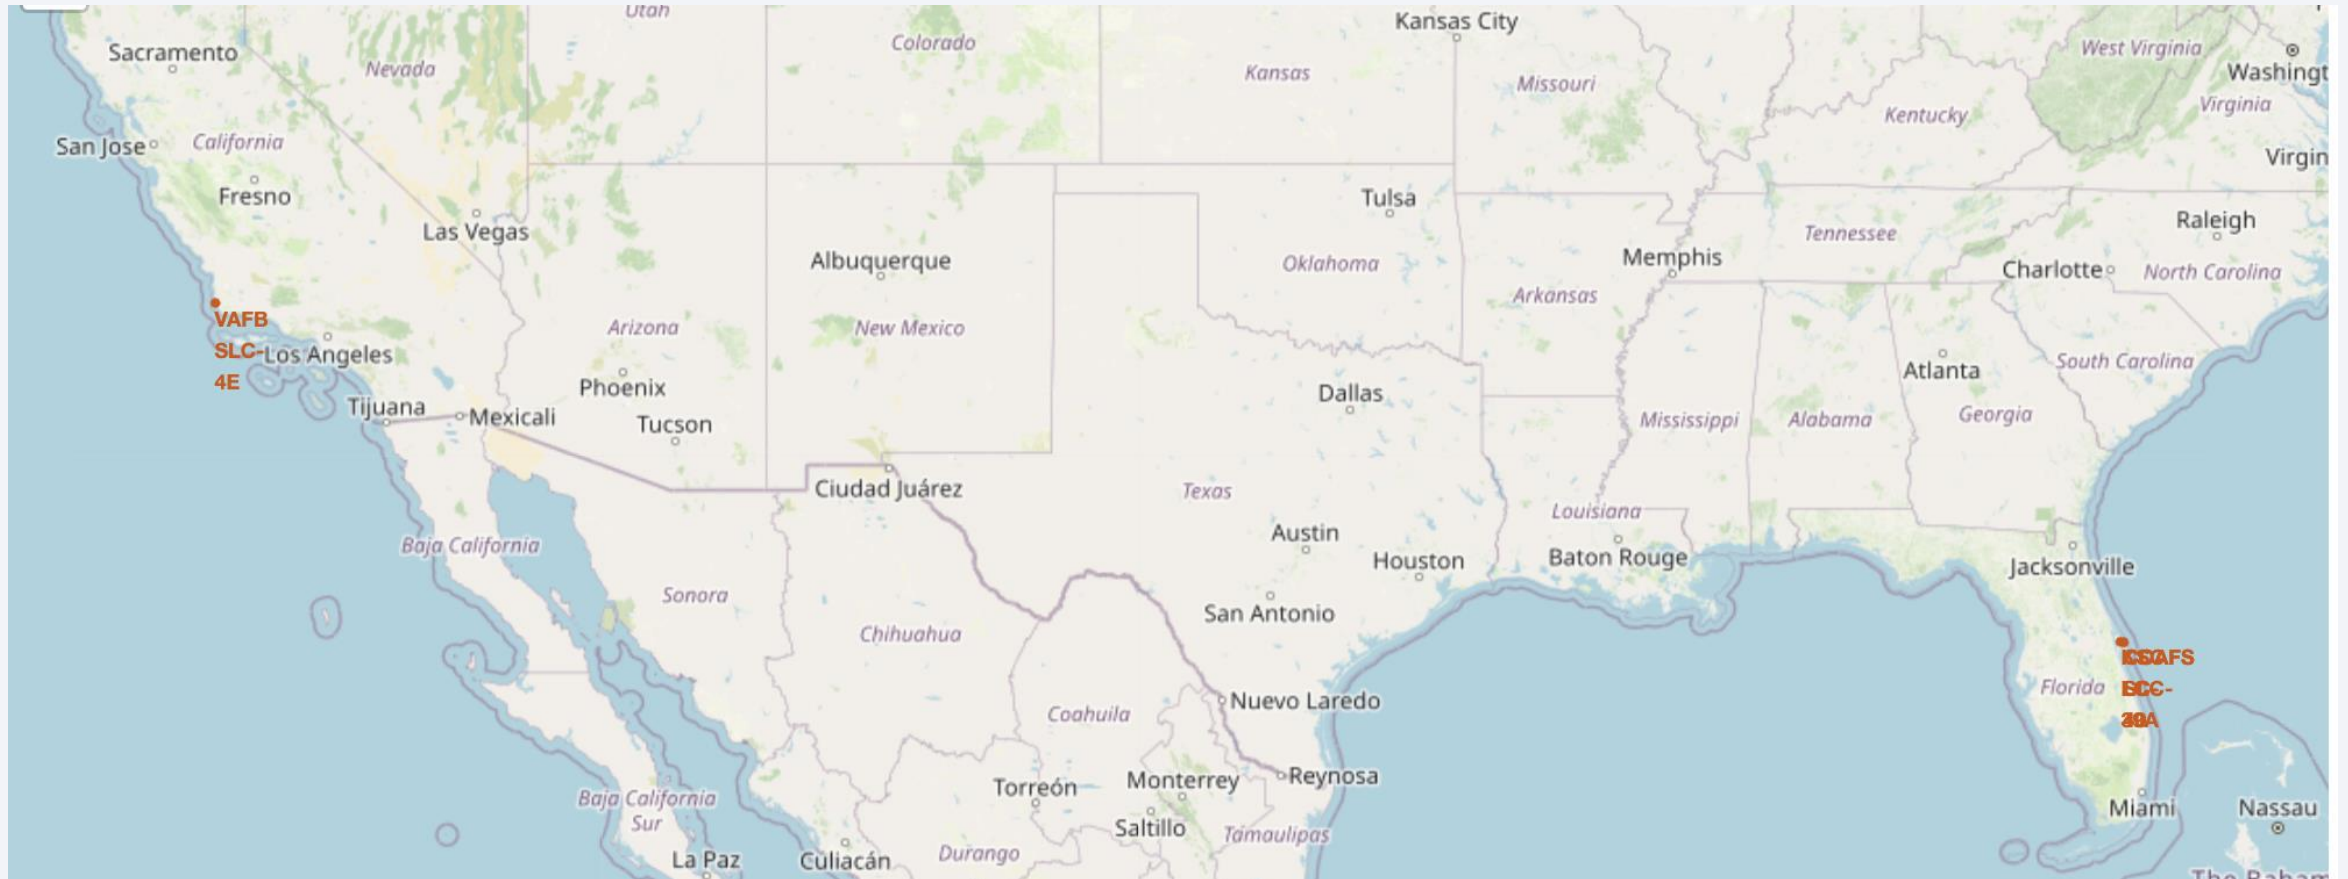 Utah
Kansas City
Sacramento
Colorado
West Virginia
Nevada
Kansas
Washingt
Missouri
Virginia
Kentucky
San Jose
California
Virgin
Fresno
Tulsa
Raleigh
Las Vegas
Tennessee
Albuquerque
Memphis
Oklahoma
Charlotte
North Carolina
Arkansas
VAFB
SLC-
4E
Arizona
New Mexico
Los Angeles
South Carolina
Atlanta
Phoenix
Dallas
Tijuana
Mexicali
Georgia
Tucson
Mississippi
Alabama
Ciudad Juárez
Texas
Louisiana
Austin
Baja California
Houston
Baton Rouge
Jacksonville
Sonora
San Antonio
Chihuahua
Florida
Nuevo Laredo
Coahuila
Reynosa
Monterrey
Torreón
Baja California
Sur
Miami
Nassau
Saltillo
Tamaulipas
Durango
La Paz
Culiacán